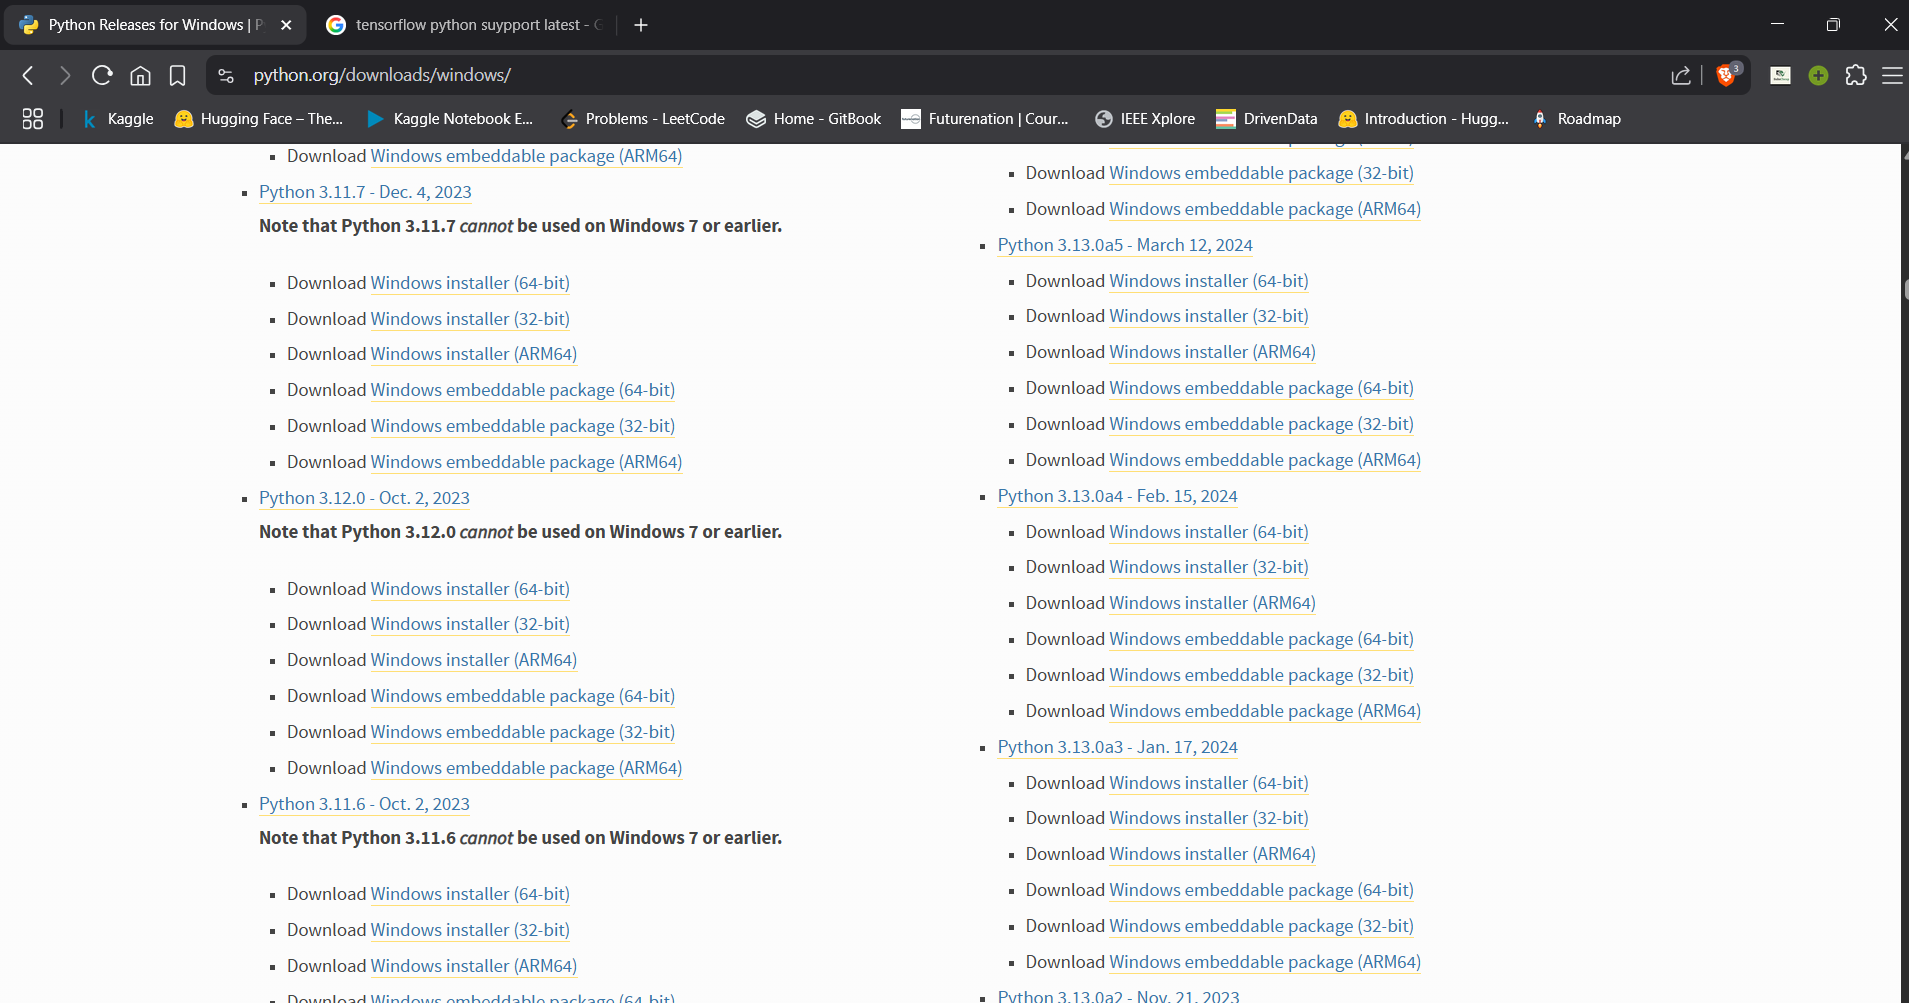 Python Releases for Windows | P
tensorflow python suypport latest - G
python.org/downloads/windows/
3
Kaggle
Hugging Face – The...
Kaggle Notebook E...
Problems - LeetCode
Home - GitBook
Futurenation | Cour...
IEEE Xplore
DrivenData
Introduction - Hugg...
Roadmap
Download Windows embeddable package (ARM64)
Python 3.11.7 - Dec. 4, 2023
Note that Python 3.11.7 cannot be used on Windows 7 or earlier.
Download Windows installer (64-bit)
Download Windows installer (32-bit)
Download Windows installer (ARM64)
Download Windows embeddable package (64-bit)
Download Windows embeddable package (32-bit)
Download Windows embeddable package (ARM64)
Python 3.12.0 - Oct. 2, 2023
Note that Python 3.12.0 cannot be used on Windows 7 or earlier.
Download Windows installer (64-bit)
Download Windows installer (32-bit)
Download Windows installer (ARM64)
Download Windows embeddable package (64-bit)
Download Windows embeddable package (32-bit)
Download Windows embeddable package (ARM64)
Python 3.11.6 - Oct. 2, 2023
Note that Python 3.11.6 cannot be used on Windows 7 or earlier.
Download Windows installer (64-bit)
Download Windows installer (32-bit)
Download Windows installer (ARM64)
Download Windows embeddable package (64-bit)
Download Windows embeddable package (32-bit)
Download Windows embeddable package (ARM64)
Python 3.13.0a5 - March 12, 2024
Download Windows installer (64-bit)
Download Windows installer (32-bit)
Download Windows installer (ARM64)
Download Windows embeddable package (64-bit)
Download Windows embeddable package (32-bit)
Download Windows embeddable package (ARM64)
Python 3.13.0a4 - Feb. 15, 2024
Download Windows installer (64-bit)
Download Windows installer (32-bit)
Download Windows installer (ARM64)
Download Windows embeddable package (64-bit)
Download Windows embeddable package (32-bit)
Download Windows embeddable package (ARM64)
Python 3.13.0a3 - Jan. 17, 2024
Download Windows installer (64-bit)
Download Windows installer (32-bit)
Download Windows installer (ARM64)
Download Windows embeddable package (64-bit)
Download Windows embeddable package (32-bit)
Download Windows embeddable package (ARM64)
Python 3.13.0a2 - Nov. 21, 2023